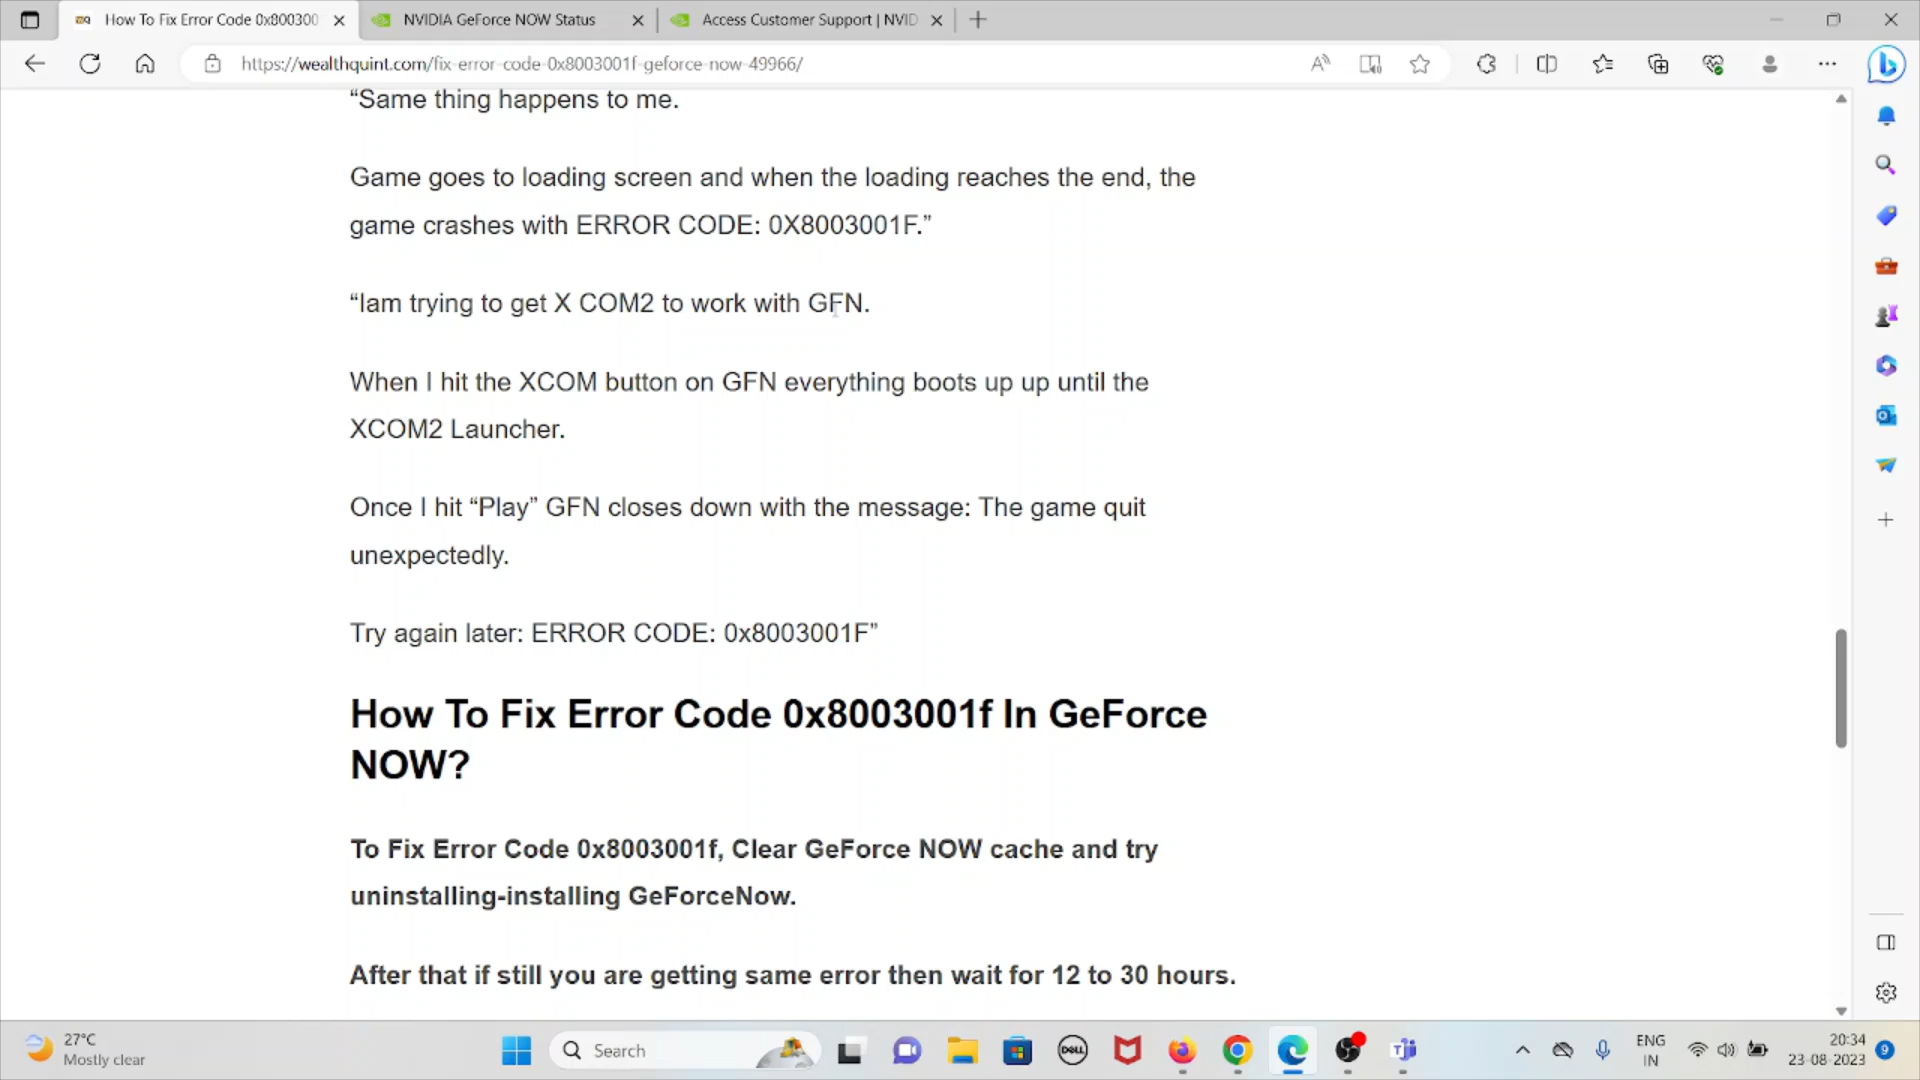 How To Fix Error Code 0x800300
NVIDIA GeForce NOW Status
Access Customer Support | NVID
https://wealthquint.com/fix-error-code-0x8003001f-geforce-now-49966/
“Same thing happens to me.
Game goes to loading screen and when the loading reaches the end, the
game crashes with ERROR CODE: 0X8003001F.”
“Iam trying to get X COM2 to work with GFN.
When I hit the XCOM button on GFN everything boots up up until the
XCOM2 Launcher.
Once I hit “Play” GFN closes down with the message: The game quit
unexpectedly.
Try again later: ERROR CODE: 0x8003001F”
How To Fix Error Code 0x8003001f In GeForce
NOW?
To Fix Error Code 0x8003001f, Clear GeForce NOW cache and try
uninstalling-installing GeForceNow.
After that if still you are getting same error then wait for 12 to 30 hours.
27°C
Mostly clear
Search
DELL
ENG
IN
20:34
23-08-2023
9